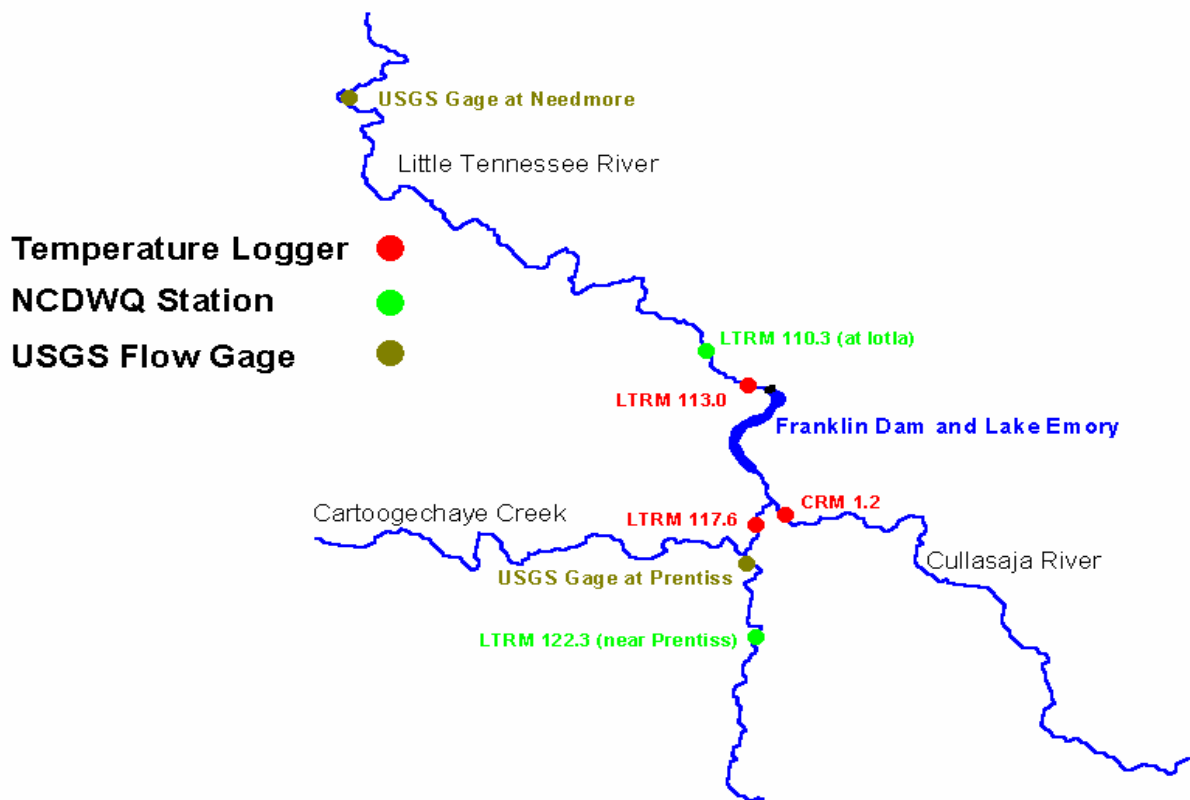 USGS Gage at Needmore
Little Tennessee River
Temperature Logger
NCDWQ Station
USGS Flow Gage
LTRM 110.3 (at Iotla)
LTRM 113.0
Franklin Dam and Lake Emory
CRM 1.2
Cartoogechaye Creek
LTRM 117.6
Cullasaja River
USGS Gage at Prentiss
LTRM 122.3 (near Prentiss)